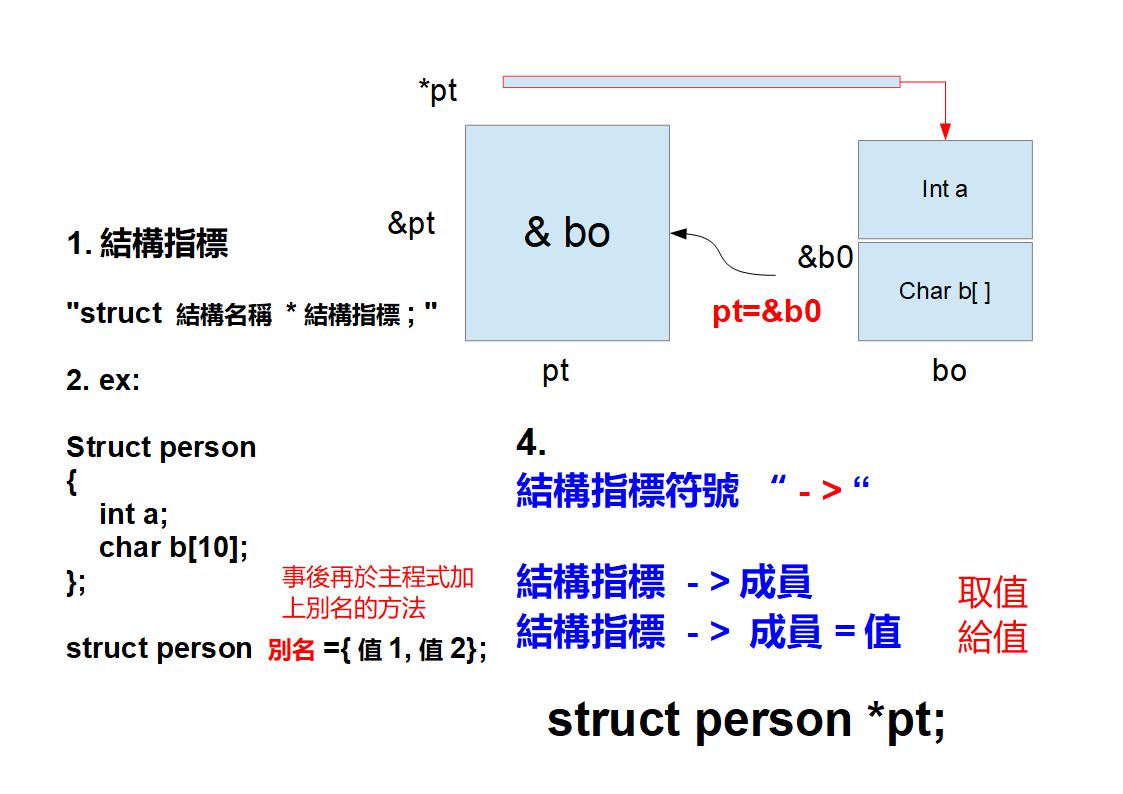 *pt
&pt
& bo
pt
Int a
&b0
Char b[ ]
pt=&b0
bo
1. 結構指標
"struct 結構名稱 * 結構指標 ; "
2. ex:
Struct person
{
int a;
char b[10];
};
事後再於主程式加
上別名的方法
struct person 別名 ={ 值 1, 值 2};
4.
結構指標符號 “ - > “
結構指標 - > 成員 取值
結構指標 - > 成員 = 值 給值
struct person *pt;